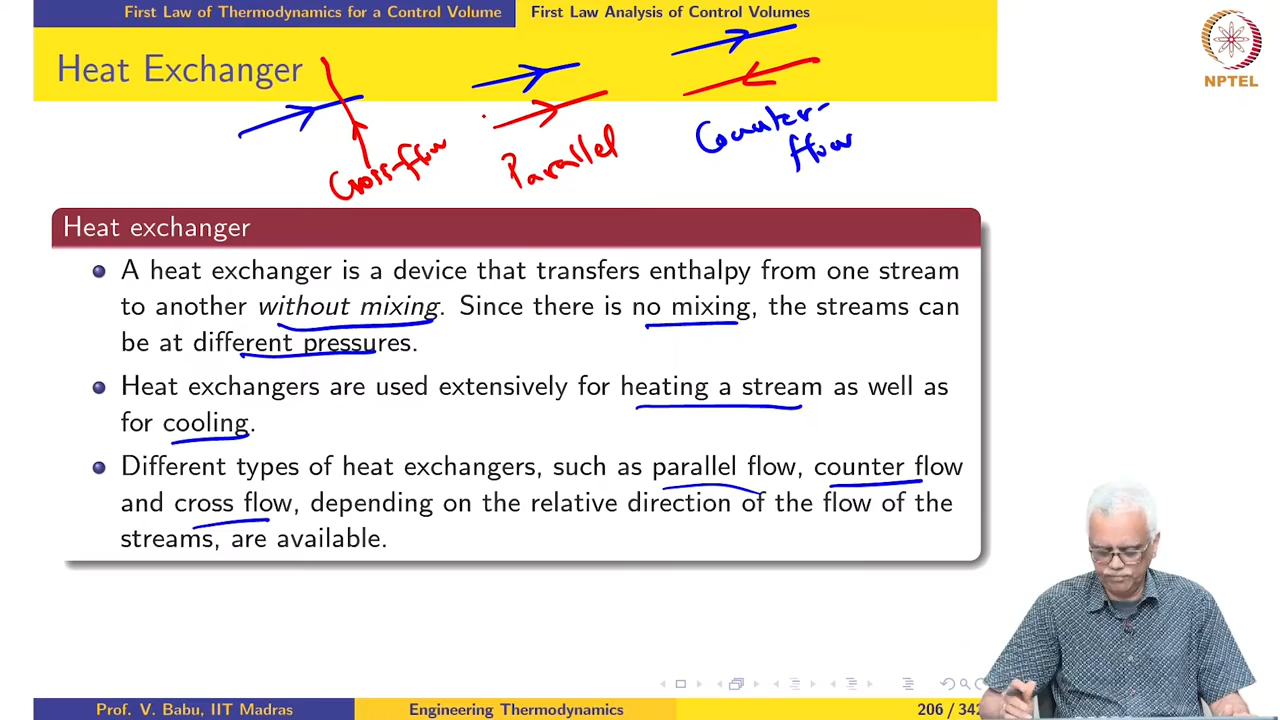 First Law of Thermodynamics for a Control Volume First Law Analysis of Control Volumes
Heat Exchanger
NPTEL
Cross-flow
Parallel
Counter-
flow
Heat exchanger
A heat exchanger is a device that transfers enthalpy from one stream
to another without mixing. Since there is no mixing, the streams can
be at different pressures.
Heat exchangers are used extensively for heating a stream as well as
for cooling.
Different types of heat exchangers, such as parallel flow, counter flow
and cross flow, depending on the relative direction of the flow of the
streams, are available.
Prof. V. Babu, IIT Madras Engineering Thermodynamics 206 / 342